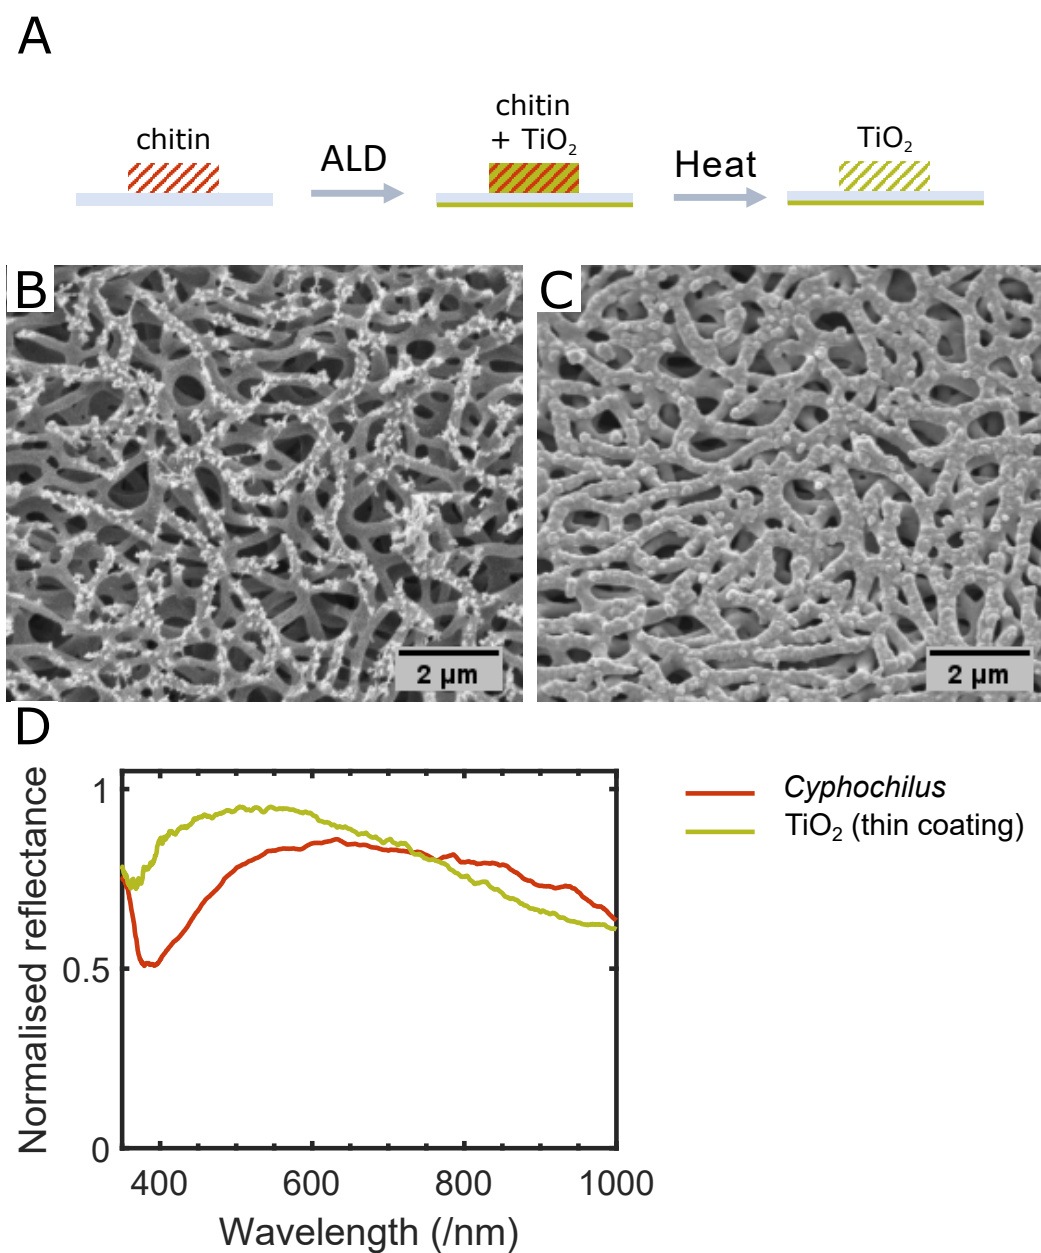 A
chitin
ALD
chitin
+ TiO₂
Heat
TiO₂
B
2 µm
C
2 µm
D
Normalised reflectance
1
0.5
0
400 600 800 1000
Wavelength (/nm)
Cyphochilus
TiO₂ (thin coating)